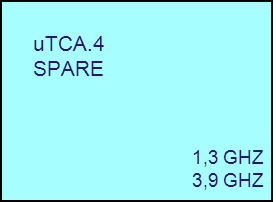 uTCA.4
SPARE
1,3 GHZ
3,9 GHZ